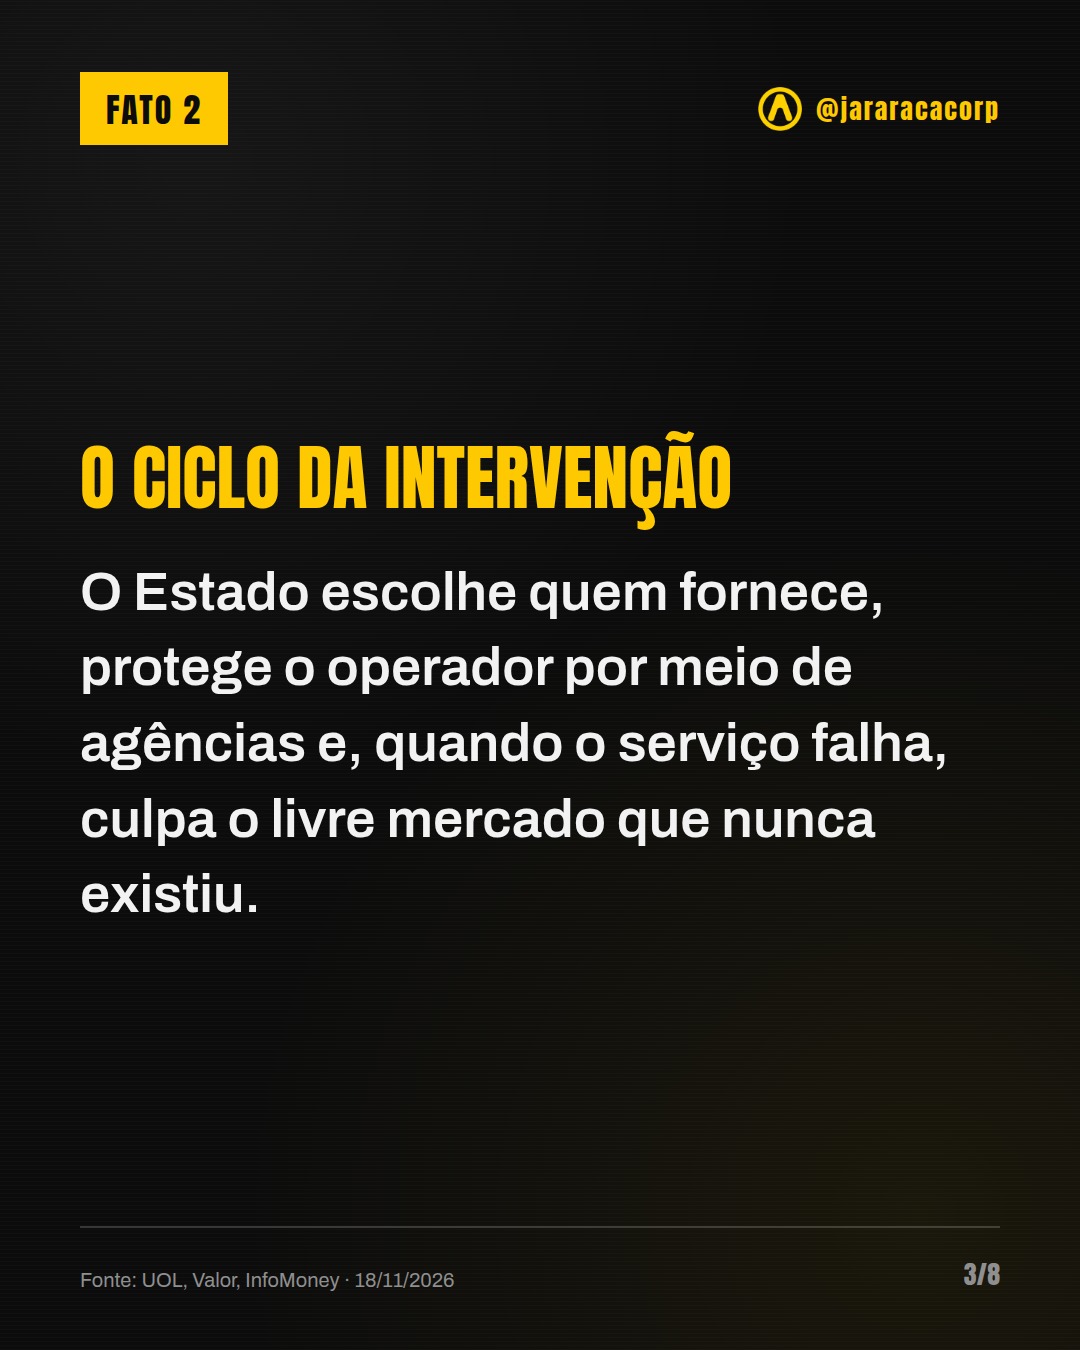 FATO 2
@jararacacorp
O CICLO DA INTERVENÇÃO
O Estado escolhe quem fornece,
protege o operador por meio de
agências e, quando o serviço falha,
culpa o livre mercado que nunca
existiu.
Fonte: UOL, Valor, InfoMoney · 18/11/2026
3/8